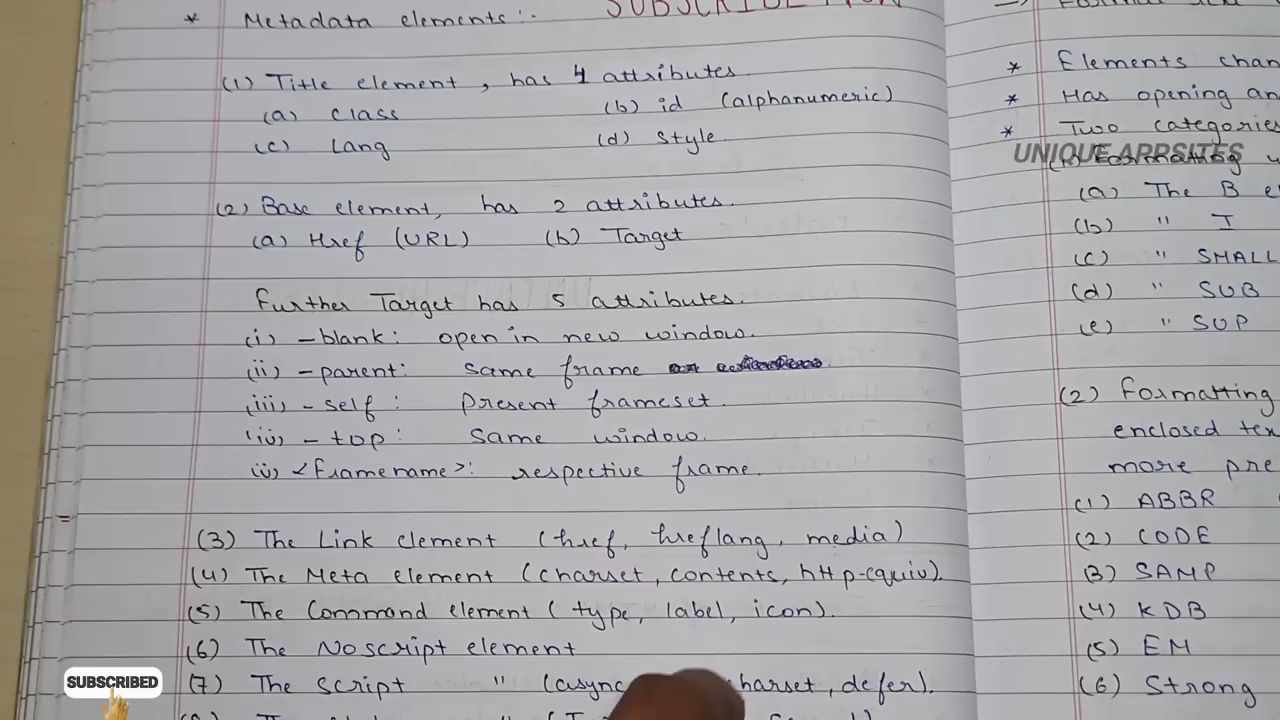 SUBSCRIBE NOW
* Metadata elements :-
(1) Title element, has 4 attributes.
(a) class (b) id (alphanumeric)
(c) Lang (d) Style
(2) Base element, has 2 attributes.
(a) Href (URL) (b) Target
Further Target has 5 attributes.
(i) -blank: open in new window.
(ii) -parent: same frame
(iii) -self: present frameset.
(iv) -top: same window.
(v) <framename>: respective frame.
(3) The Link element (href, hreflang, media)
(4) The Meta element (charset, contents, http-equiv).
(5) The Command element (type, label, icon).
(6) The Noscript element
(7) The Script " (async charset, defer).
* Elements chan
* Has opening an
* Two categories
UNIQUE APPSITES
(1) Formatting
(a) The B e
(b) " I
(c) " SMALL
(d) " SUB
(e) " SUP
(2) Formatting
enclosed tex
more pre
(1) ABBR
(2) CODE
(3) SAMP
(4) KDB
(5) EM
(6) Strong
SUBSCRIBED